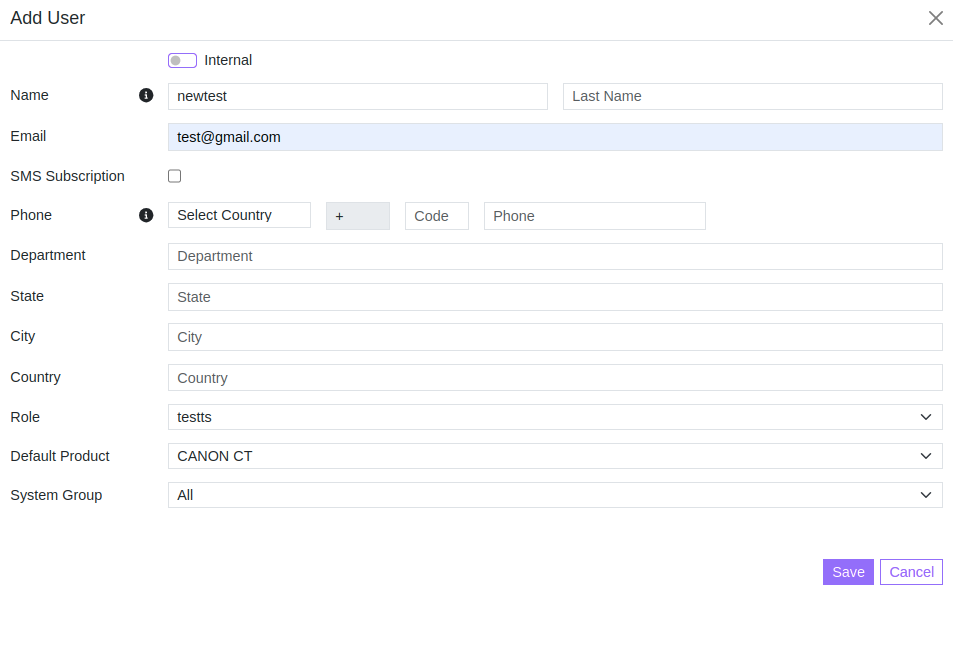 Add User
Internal
Name newtest Last Name
Email test@gmail.com
SMS Subscription
Phone Select Country + Code Phone
Department Department
State State
City City
Country Country
Role testts
Default Product CANON CT
System Group All
Save Cancel